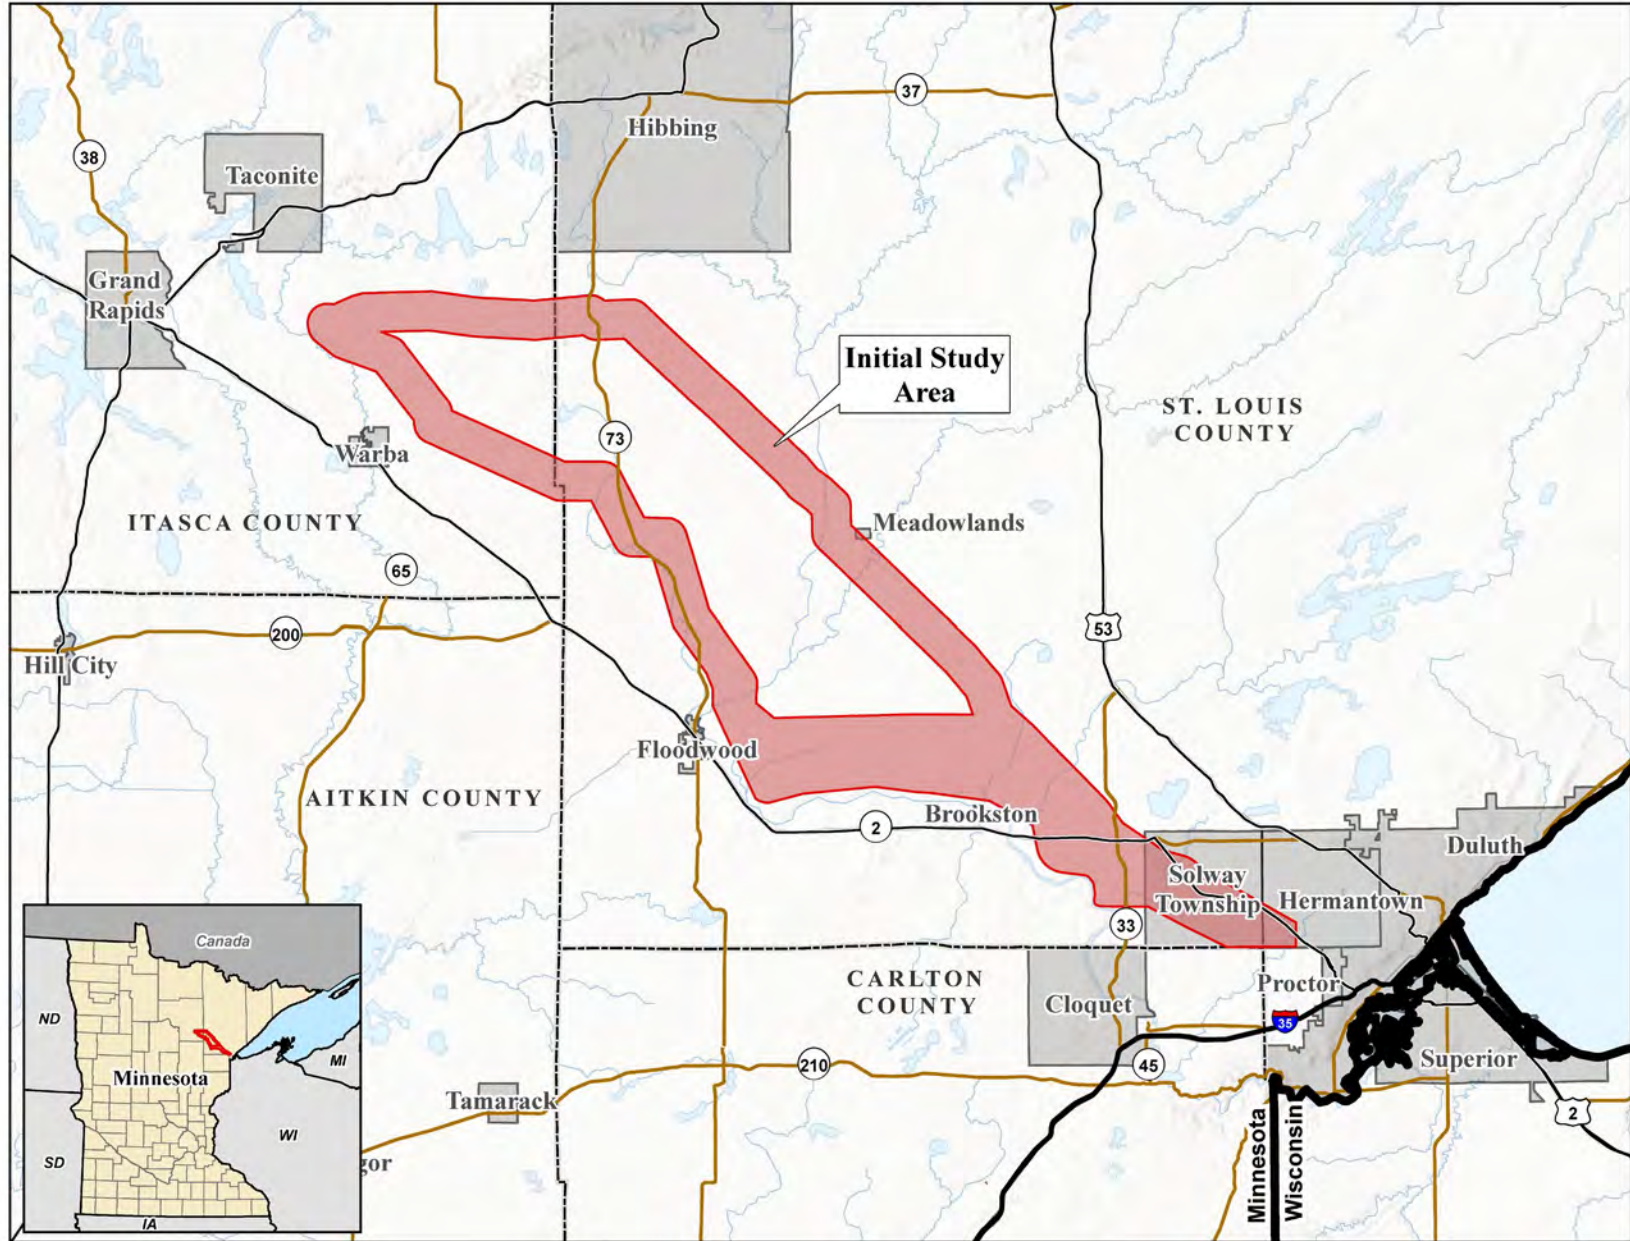 37
Hibbing
38
Taconite
Grand
Rapids
Initial Study
Area
ST. LOUIS
COUNTY
73
Warba
Meadowlands
ITASCA COUNTY
65
53
200
Hill City
Floodwood
AITKIN COUNTY
Brookston
2
Duluth
Solway
Township
Hermantown
33
CARLTON
COUNTY
Proctor
Cloquet
35
Superior
210
45
Tamarack
2
gor
Minnesota
Wisconsin
Canada
ND
MI
Minnesota
WI
SD
IA